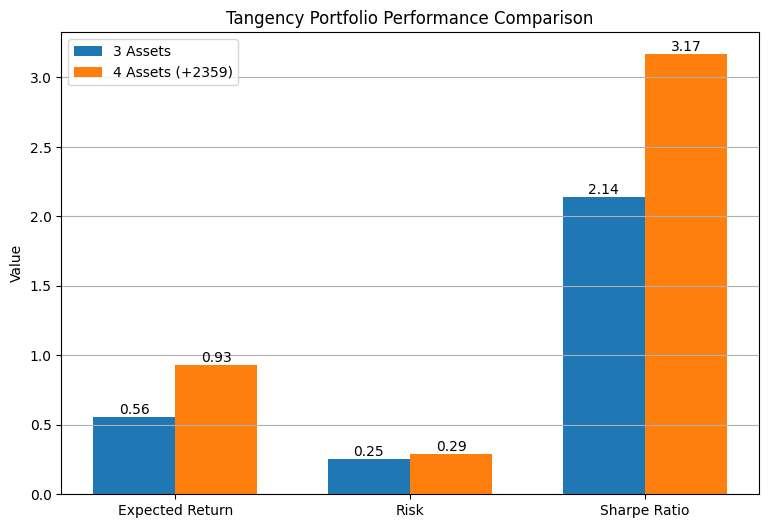 Tangency Portfolio Performance Comparison
3 Assets
4 Assets (+2359)
Value
3.0
2.5
2.0
1.5
1.0
0.5
0.0
0.56
0.93
0.25
0.29
2.14
3.17
Expected Return
Risk
Sharpe Ratio